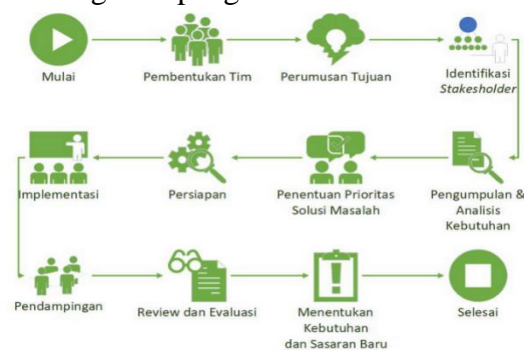 Mulai
Pembentukan Tim
Perumusan Tujuan
Identifikasi
Stakesholder
Implementasi
Persiapan
Penentuan Prioritas
Solusi Masalah
Pengumpulan &
Analisis
Kebutuhan
Pendampingan
Review dan Evaluasi
Menentukan
Kebutuhan
dan Sasaran Baru
Selesai